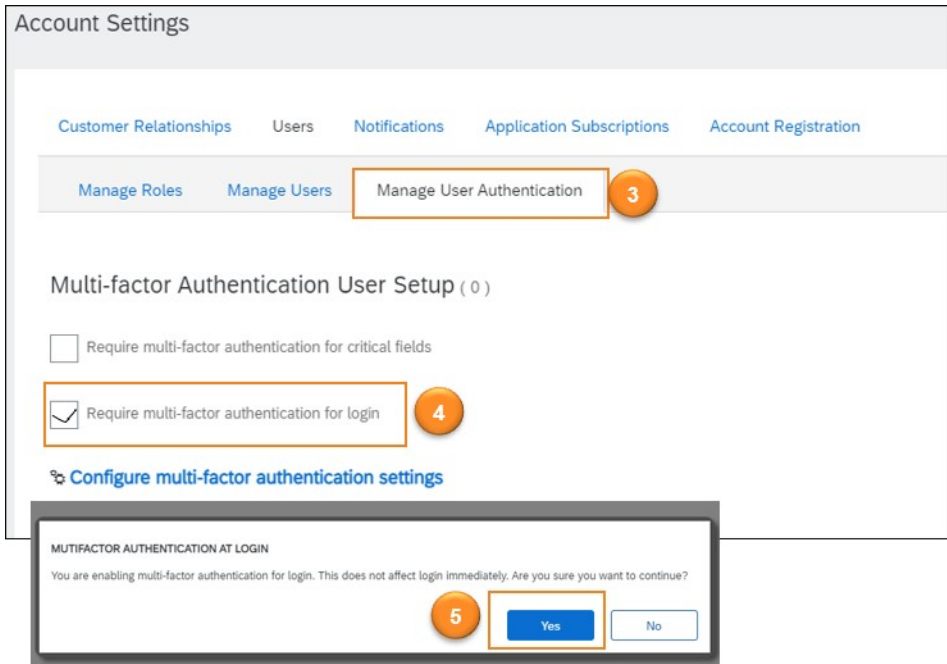 Account Settings
Customer Relationships Users Notifications Application Subscriptions Account Registration
Manage Roles Manage Users Manage User Authentication 3
Multi-factor Authentication User Setup ( 0 )
Require multi-factor authentication for critical fields
Require multi-factor authentication for login 4
Configure multi-factor authentication settings
MUTIFACTOR AUTHENTICATION AT LOGIN
You are enabling multi-factor authentication for login. This does not affect login immediately. Are you sure you want to continue?
5 Yes No